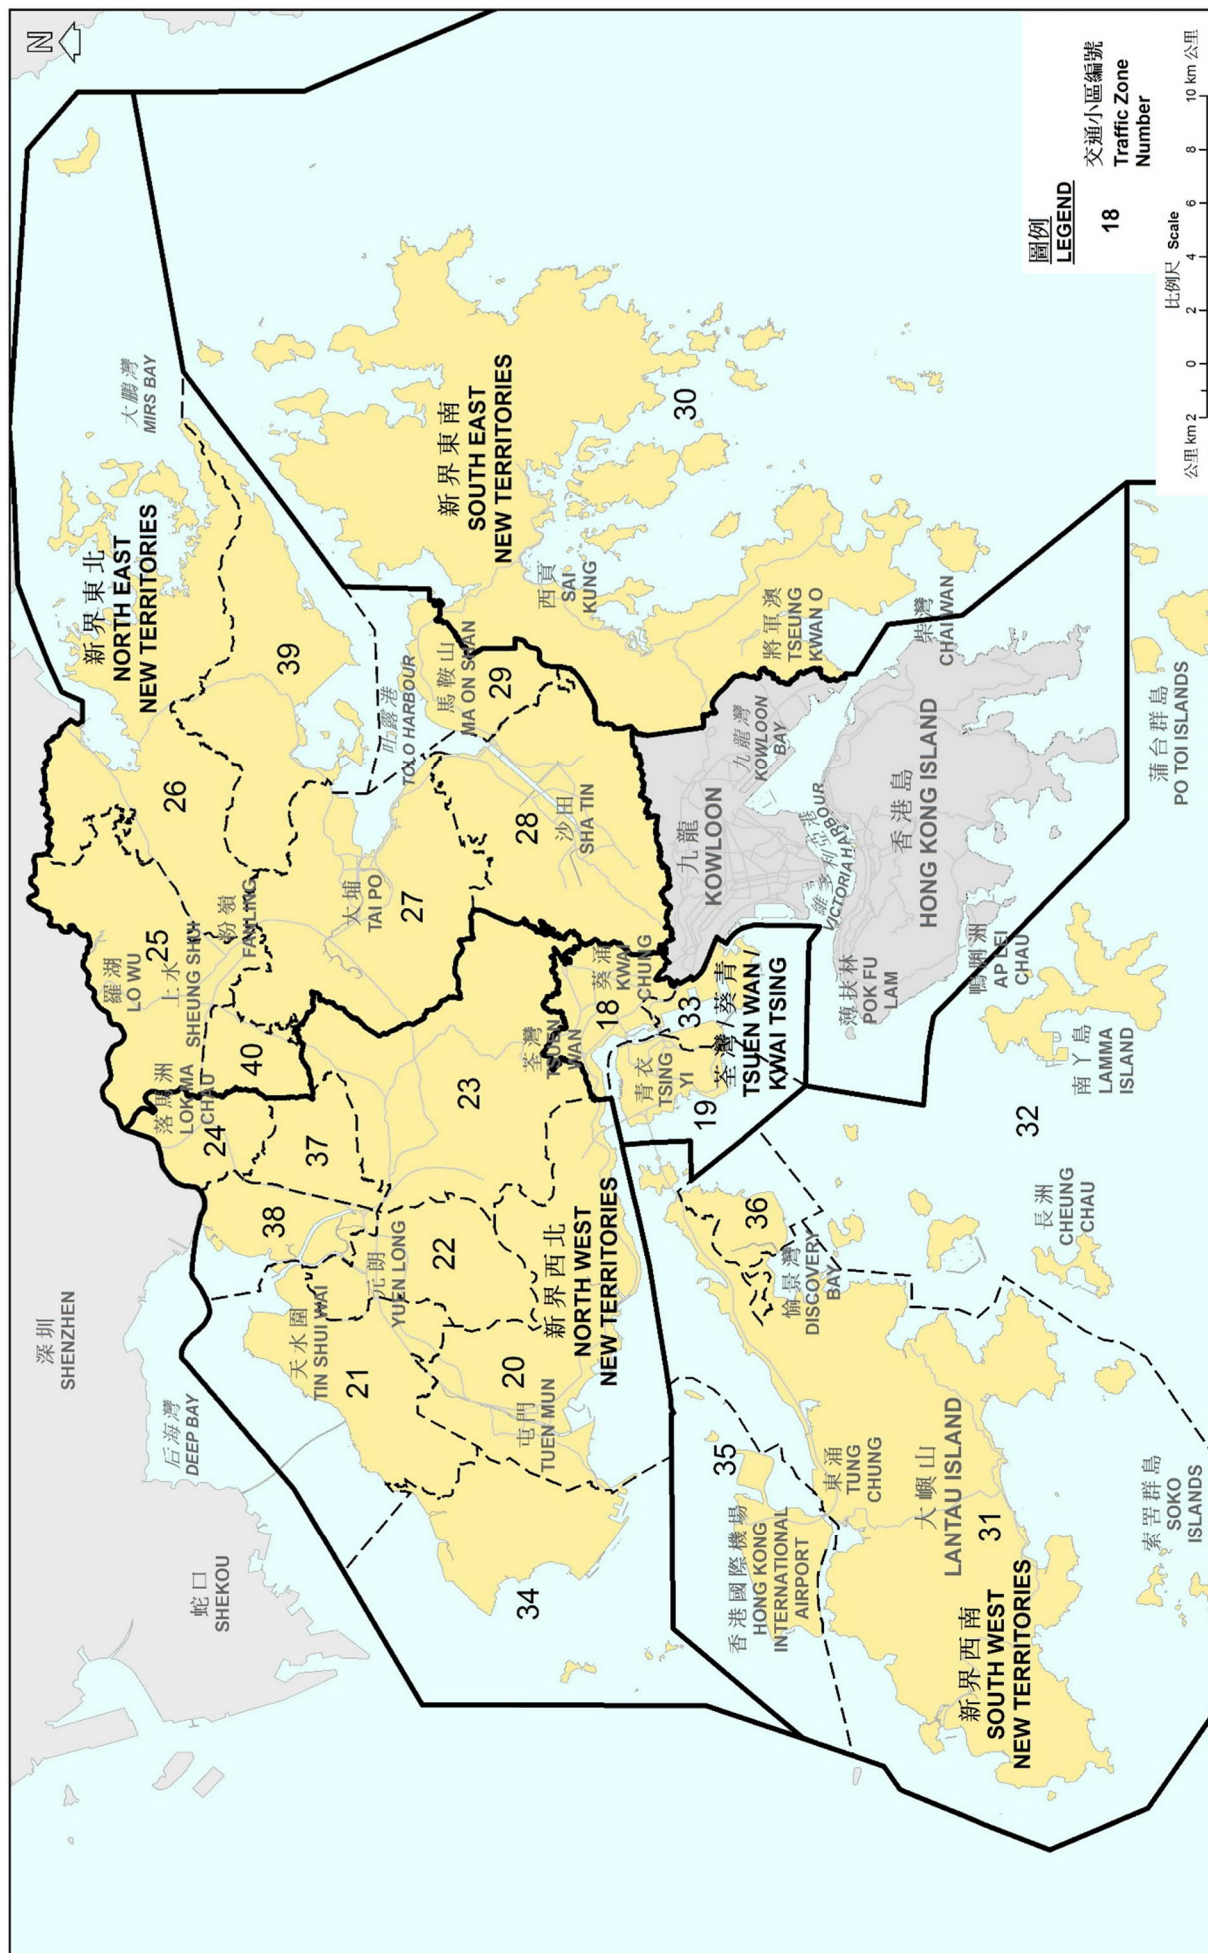 N
深圳
SHENZHEN
蛇口
SHEKOU
后海灣
DEEP BAY
大鵬灣
MIRS BAY
新界東北
NORTH EAST
NEW TERRITORIES
羅湖
LO WU
25
26
39
上水
SHEUNG SHUI
粉嶺
FANLING
落馬洲
LOK MA
CHAU
24
40
37
38
天水圍
TIN SHUI WAI
21
元朗
YUEN LONG
22
23
20
屯門
TUEN MUN
34
新界西北
NORTH WEST
NEW TERRITORIES
大埔
TAI PO
27
吐露港
TOLO HARBOUR
馬鞍山
MA ON SHAN
29
28
沙田
SHA TIN
新界東南
SOUTH EAST
NEW TERRITORIES
西貢
SAI
KUNG
30
將軍澳
TSEUNG
KWAN O
荃灣
TSUEN
WAN
18
葵涌
KWAI
CHUNG
33
青衣
TSING
YI
19
荃灣/葵青
TSUEN WAN /
KWAI TSING
九龍
KOWLOON
九龍灣
KOWLOON
BAY
維多利亞港
VICTORIA HARBOUR
香港島
HONG KONG ISLAND
柴灣
CHAI WAN
薄扶林
POK FU
LAM
鴨脷洲
AP LEI
CHAU
南丫島
LAMMA
ISLAND
蒲台群島
PO TOI ISLANDS
32
長洲
CHEUNG
CHAU
36
愉景灣
DISCOVERY
BAY
35
香港國際機場
HONG KONG
INTERNATIONAL
AIRPORT
東涌
TUNG
CHUNG
大嶼山
LANTAU ISLAND
31
新界西南
SOUTH WEST
NEW TERRITORIES
索罟群島
SOKO
ISLANDS
圖例
LEGEND
18
交通小區編號
Traffic Zone
Number
比例尺 Scale
公里 km 2 0 2 4 6 8 10 km 公里